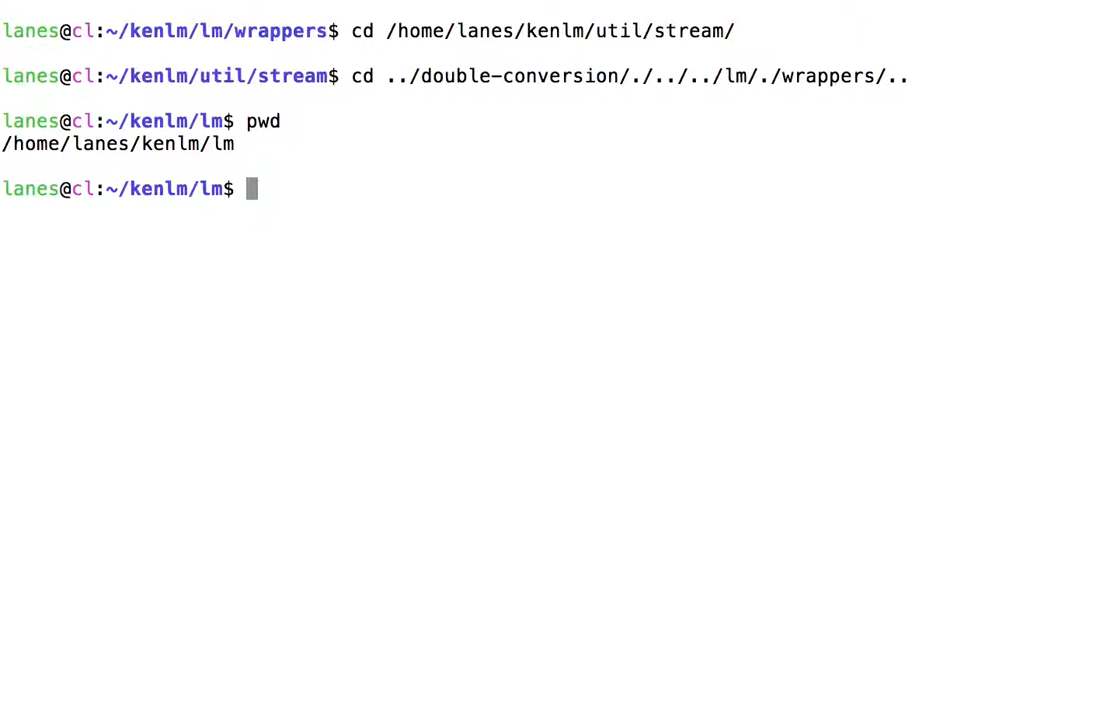 lanes@cl:~/kenlm/lm/wrappers$ cd /home/lanes/kenlm/util/stream/
lanes@cl:~/kenlm/util/stream$ cd ../double-conversion/./../../lm/./wrappers/..
lanes@cl:~/kenlm/lm$ pwd
/home/lanes/kenlm/lm
lanes@cl:~/kenlm/lm$